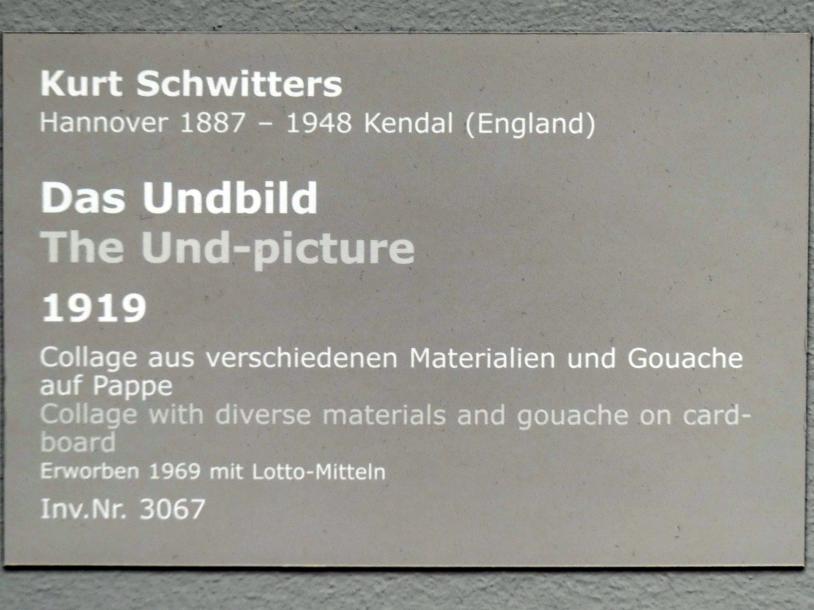 Kurt Schwitters
Hannover 1887 – 1948 Kendal (England)
Das Undbild
The Und-picture
1919
Collage aus verschiedenen Materialien und Gouache
auf Pappe
Collage with diverse materials and gouache on card-
board
Erworben 1969 mit Lotto-Mitteln
Inv.Nr. 3067